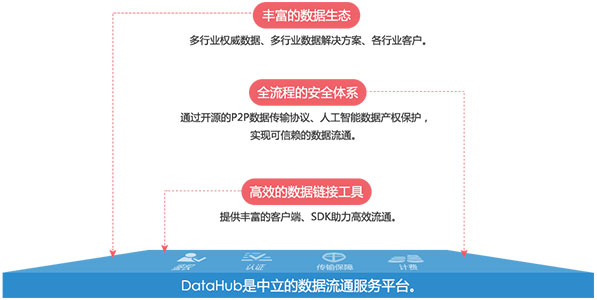 丰富的数据生态
多行业权威数据、多行业数据解决方案、各行业客户。
全流程的安全体系
通过开源的P2P数据传输协议、人工智能数据产权保护，
实现可信赖的数据流通。
高效的数据链接工具
提供丰富的客户端、SDK助力高效流通。
认证
传输保障
计费
DataHub是中立的数据流通服务平台。